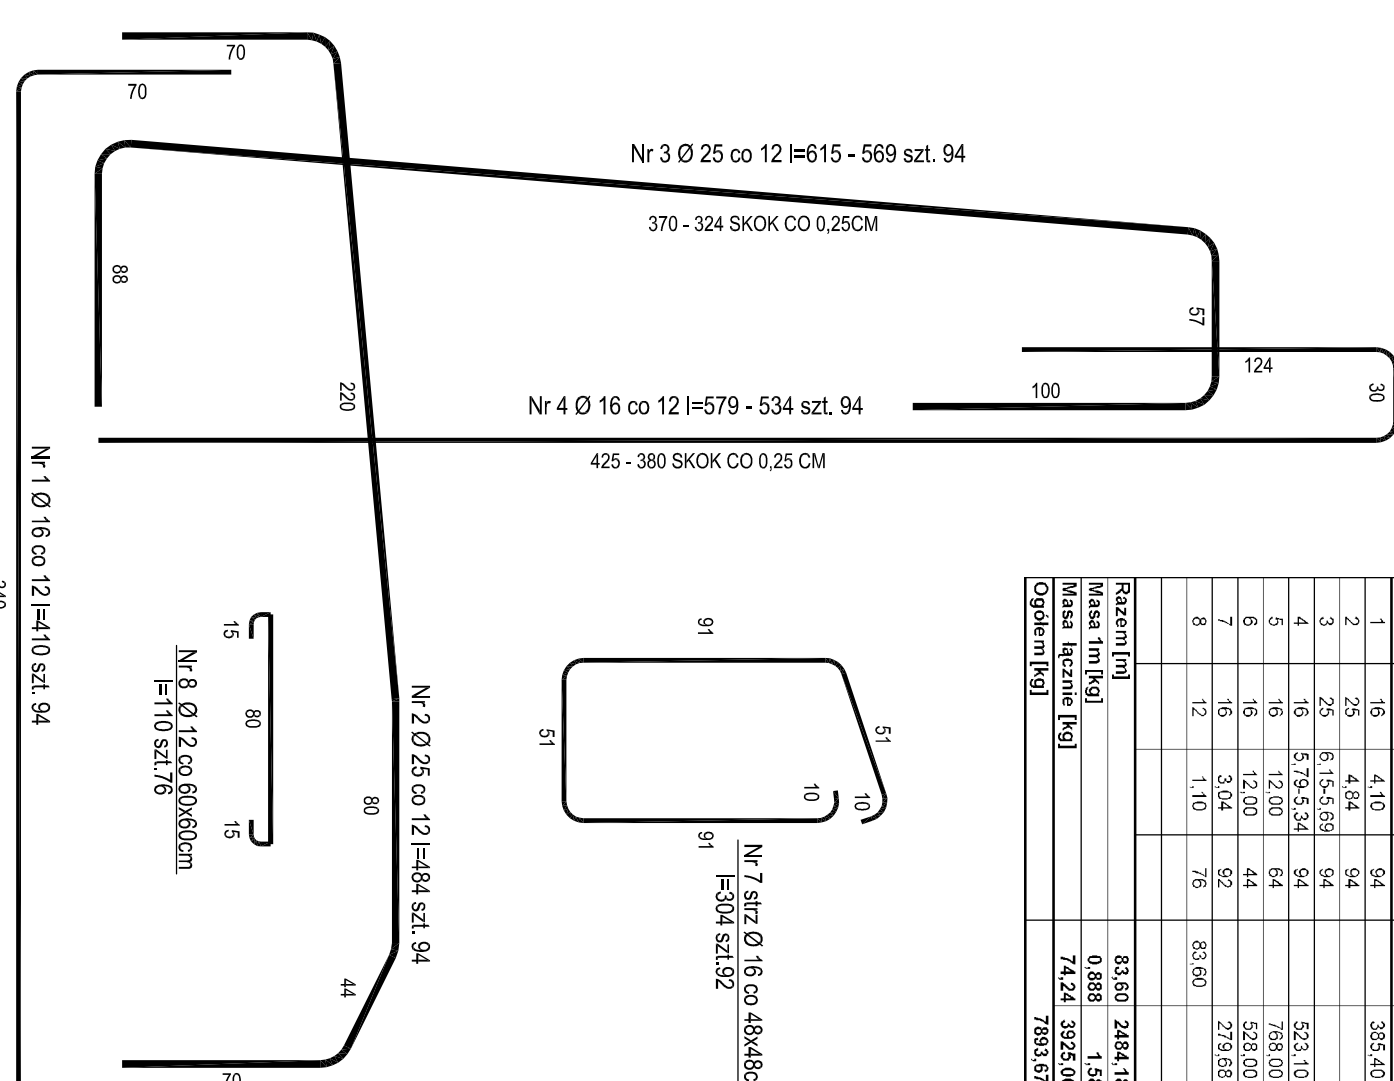 70
70
Nr 3 Ø 25 co 12 l=615 - 569 szt. 94
370 - 324 SKOK CO 0,25CM
88
57
124
30
100
220
Nr 4 Ø 16 co 12 l=579 - 534 szt. 94
425 - 380 SKOK CO 0,25 CM
Nr 1 Ø 16 co 12 l=410 szt. 94
Nr 2 Ø 25 co 12 l=484 szt. 94
80
44
70
15
80
15
Nr 8 Ø 12 co 60x60cm
l=110 szt.76
91
51
51
10
10
91
Nr 7 strz Ø 16 co 48x48c
l=304 szt.92
1 16 4,10 94 385,40
2 25 4,84 94
3 25 6,15-5,69 94
4 16 5,79-5,34 94 523,10
5 16 12,00 64 768,00
6 16 12,00 44 528,00
7 16 3,04 92 279,68
8 12 1,10 76 83,60
Razem [m] 83,60 2484,18
Masa 1m [kg] 0,888 1,58
Masa łącznie [kg] 74,24 3925,00
Ogółem [kg] 7893,67